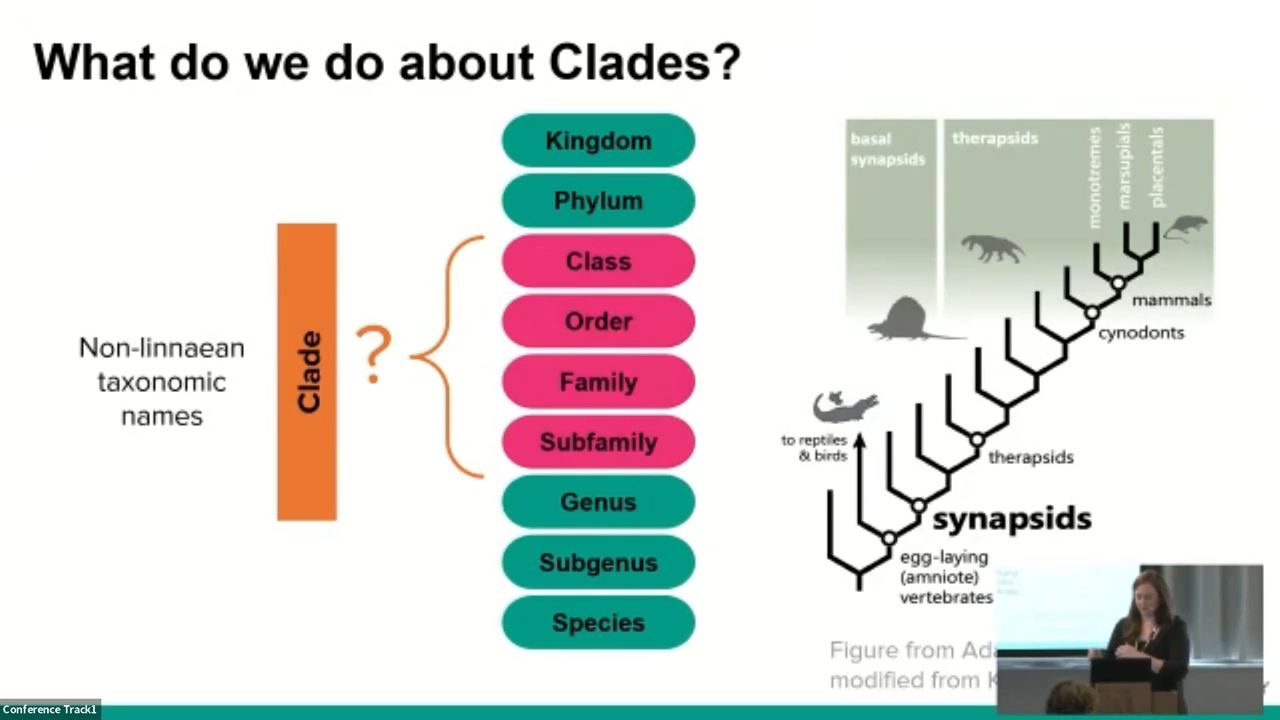 What do we do about Clades?
Non-linnaean
taxonomic
names
Clade
?
Kingdom
Phylum
Class
Order
Family
Subfamily
Genus
Subgenus
Species
basal
synapsids
therapsids
monotremes
marsupials
placentals
mammals
cynodonts
to reptiles
& birds
therapsids
synapsids
egg-laying
(amniote)
vertebrates
Figure from
modified from
Conference Track1